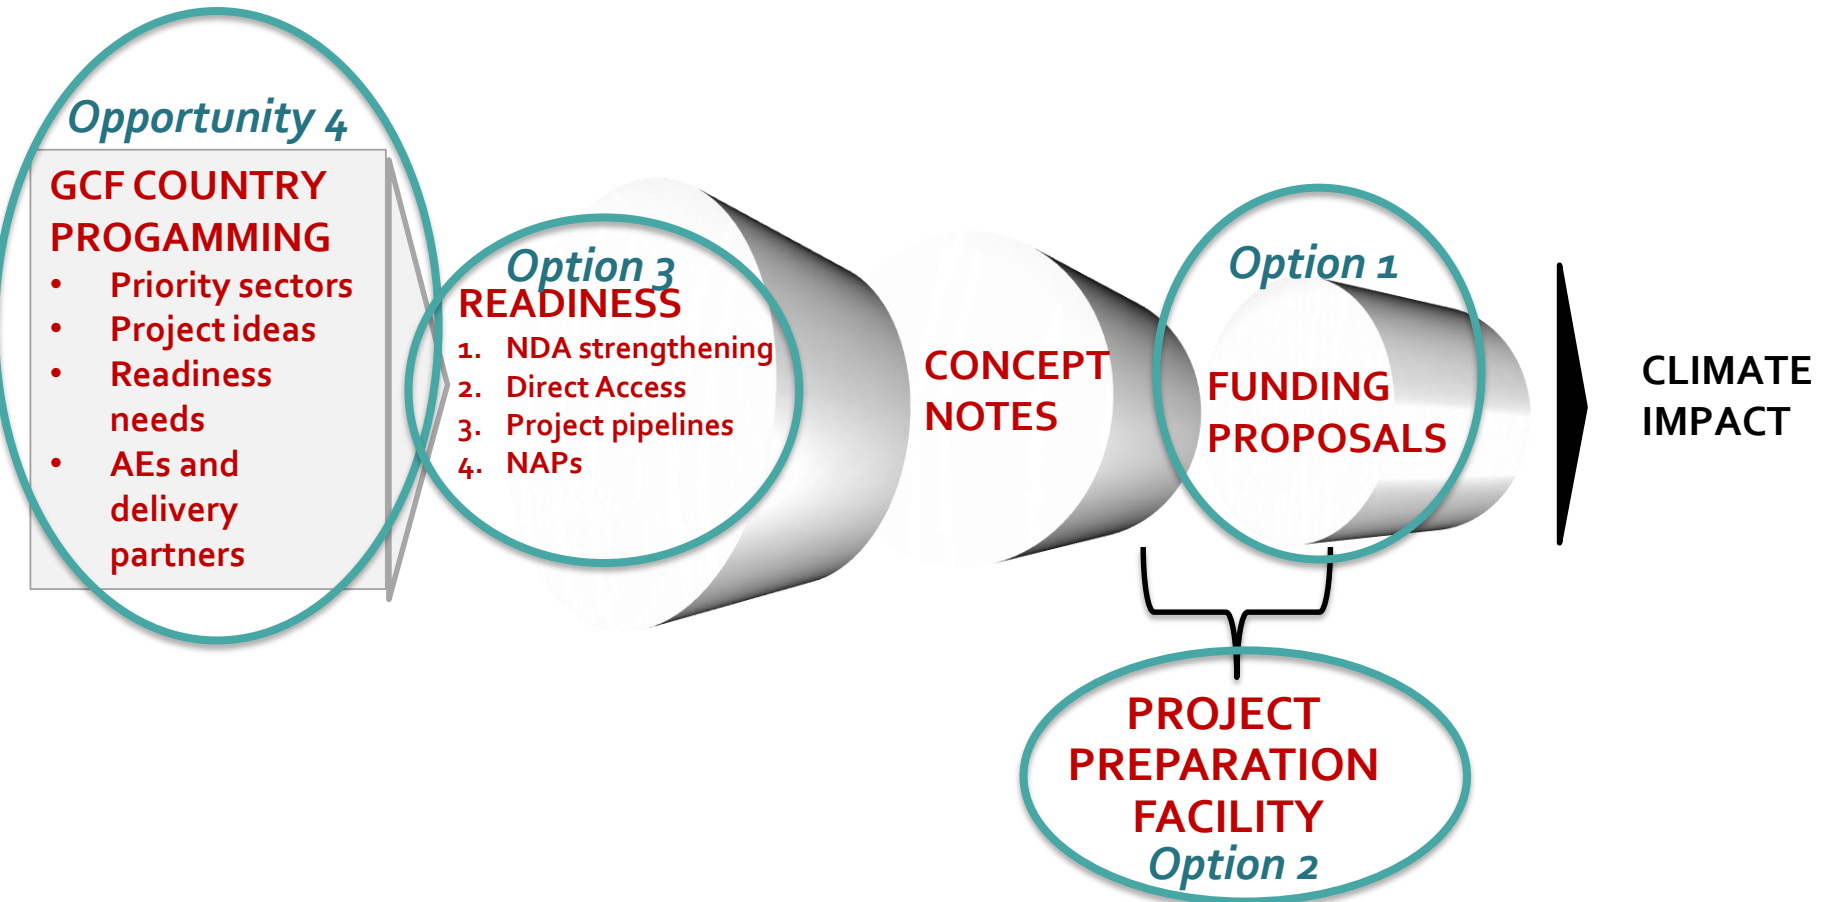 Opportunity 4
GCF COUNTRY
PROGAMMING
• Priority sectors
• Project ideas
• Readiness
needs
• AEs and
delivery
partners
Option 3
READINESS
1. NDA strengthening
2. Direct Access
3. Project pipelines
4. NAPs
CONCEPT
NOTES
Option 1
FUNDING
PROPOSALS
CLIMATE
IMPACT
PROJECT
PREPARATION
FACILITY
Option 2